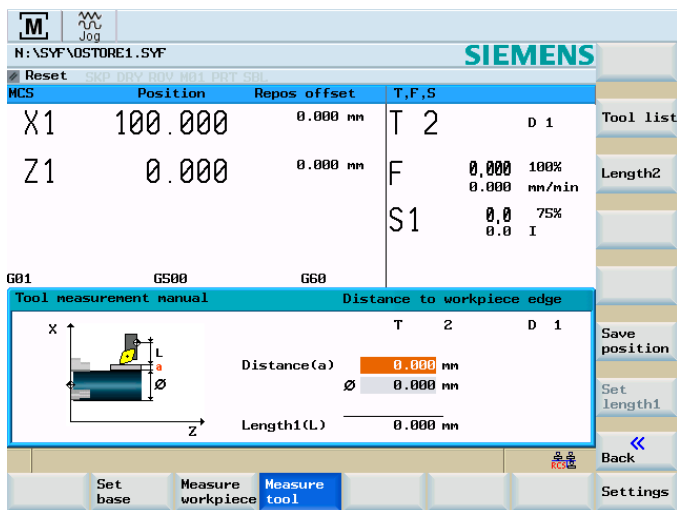 M
Jog
N:\SYF\OSTORE1.SYF
SIEMENS
Reset SKP DRY ROV M01 PRT SBL
MCS Position Repos offset T,F,S
X1 100.000 0.000 mm T 2 D 1
Tool list
Z1 0.000 0.000 mm F 0.000 100%
0.000 mm/min
Length2
S1 0.0 75%
0.0 I
G01 G500 G60
Tool measurement manual Distance to workpiece edge
X T 2 D 1
L
a
Ø
Z
Distance(a) 0.000 mm
Ø 0.000 mm
Length1(L) 0.000 mm
Save
position
Set
length1
«
Back
RCS
Set
base
Measure
workpiece
Measure
tool
Settings